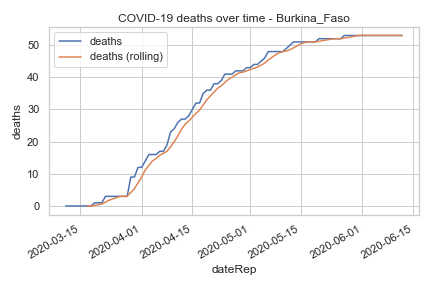 COVID-19 deaths over time - Burkina_Faso
deaths
deaths (rolling)
deaths
50
40
30
20
10
0
2020-03-15
2020-04-01
2020-04-15
2020-05-01
2020-05-15
2020-06-01
2020-06-15
dateRep